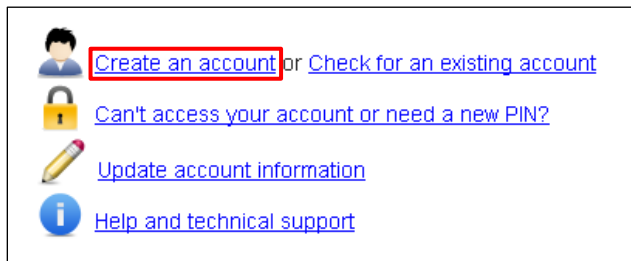 Create an account or Check for an existing account
Can't access your account or need a new PIN?
Update account information
Help and technical support